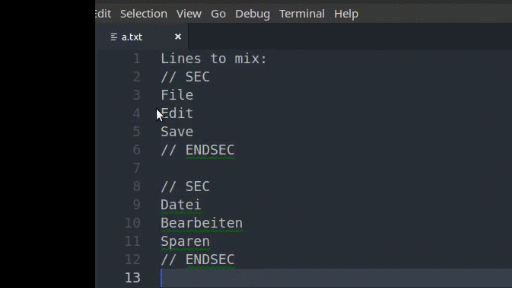 Edit Selection View Go Debug Terminal Help
a.txt
1 Lines to mix:
2 // SEC
3 File
4 Edit
5 Save
6 // ENDSEC
7
8 // SEC
9 Datei
10 Bearbeiten
11 Sparen
12 // ENDSEC
13